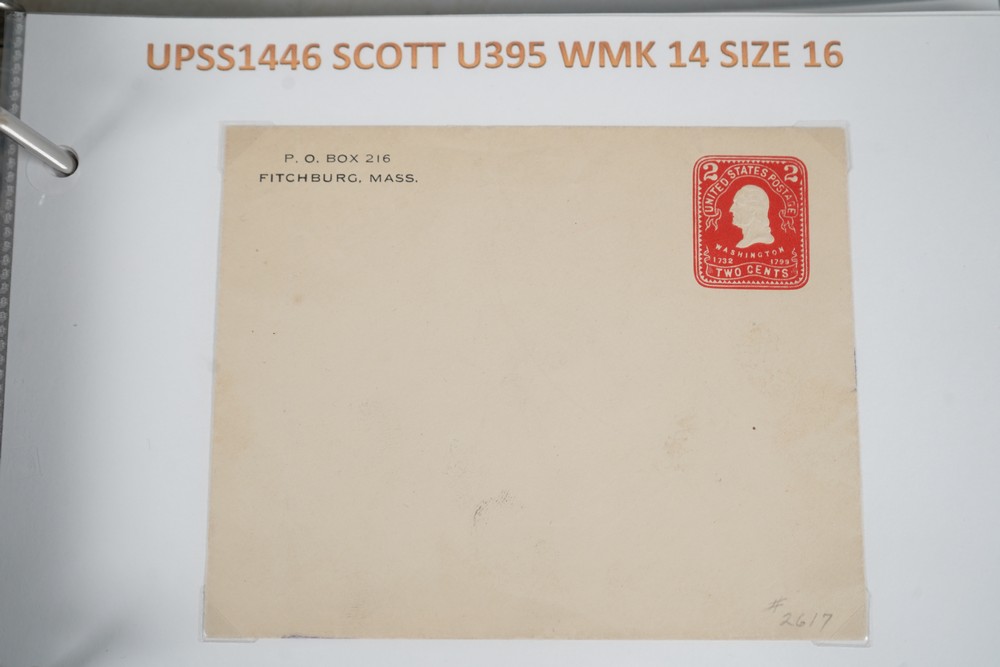 UPSS1446 SCOTT U395 WMK 14 SIZE 16
P. O. BOX 216
FITCHBURG, MASS.
2 2
UNITED STATES POSTAGE
WASHINGTON
1732 1799
TWO CENTS
# 2617